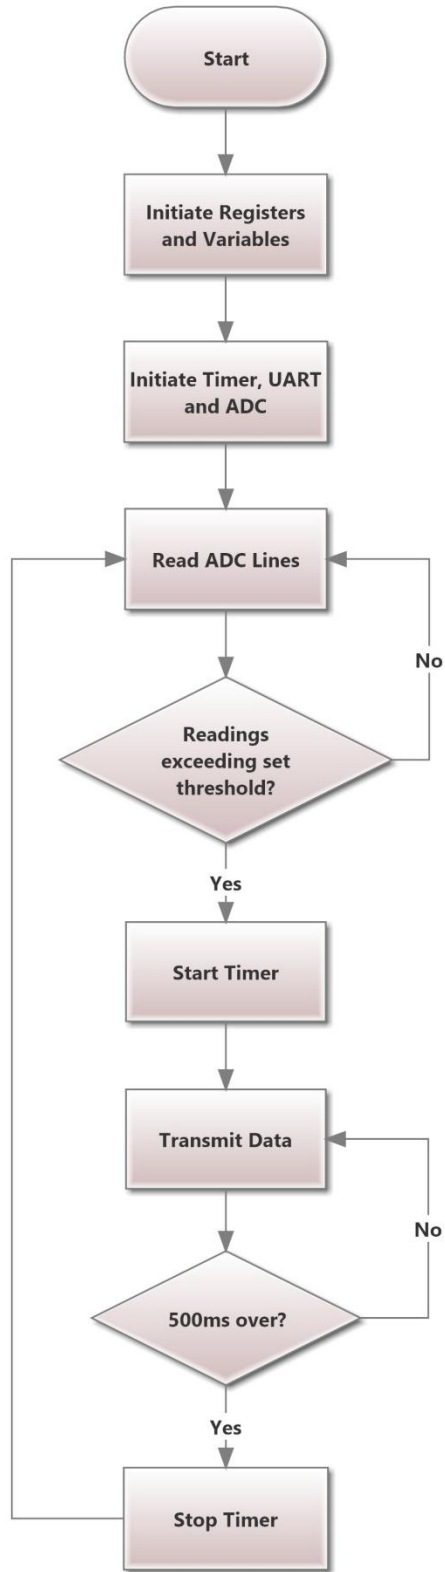 Start
Initiate Registers
and Variables
Initiate Timer, UART
and ADC
Read ADC Lines
No
Readings
exceeding set
threshold?
Yes
Start Timer
Transmit Data
No
500ms over?
Yes
Stop Timer